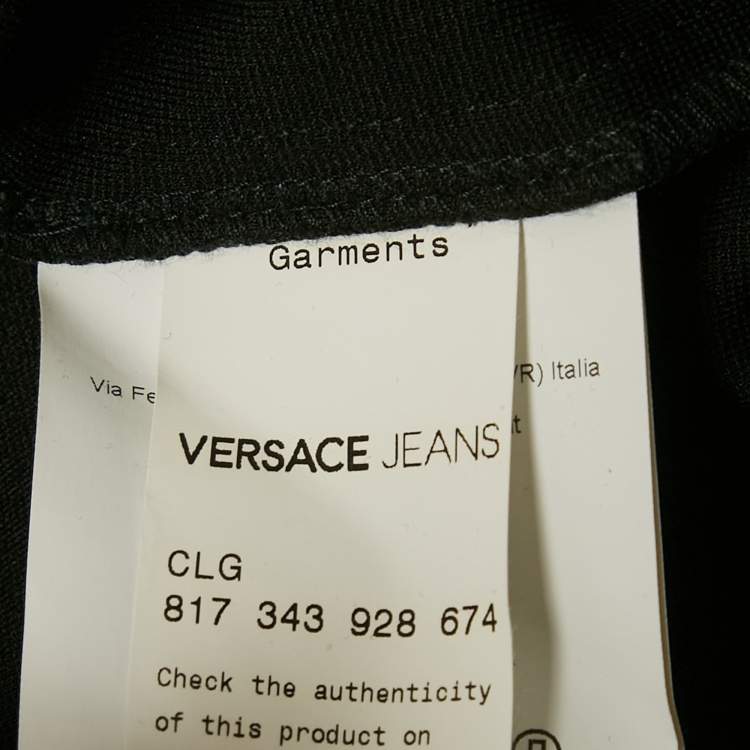 Garments
Via Fe
/R) Italia
t
VERSACE JEANS
CLG
817 343 928 674
Check the authenticity
of this product on